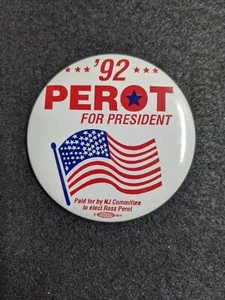 '92
PEROT
FOR PRESIDENT
Paid for by NJ Committee
to elect Ross Perot